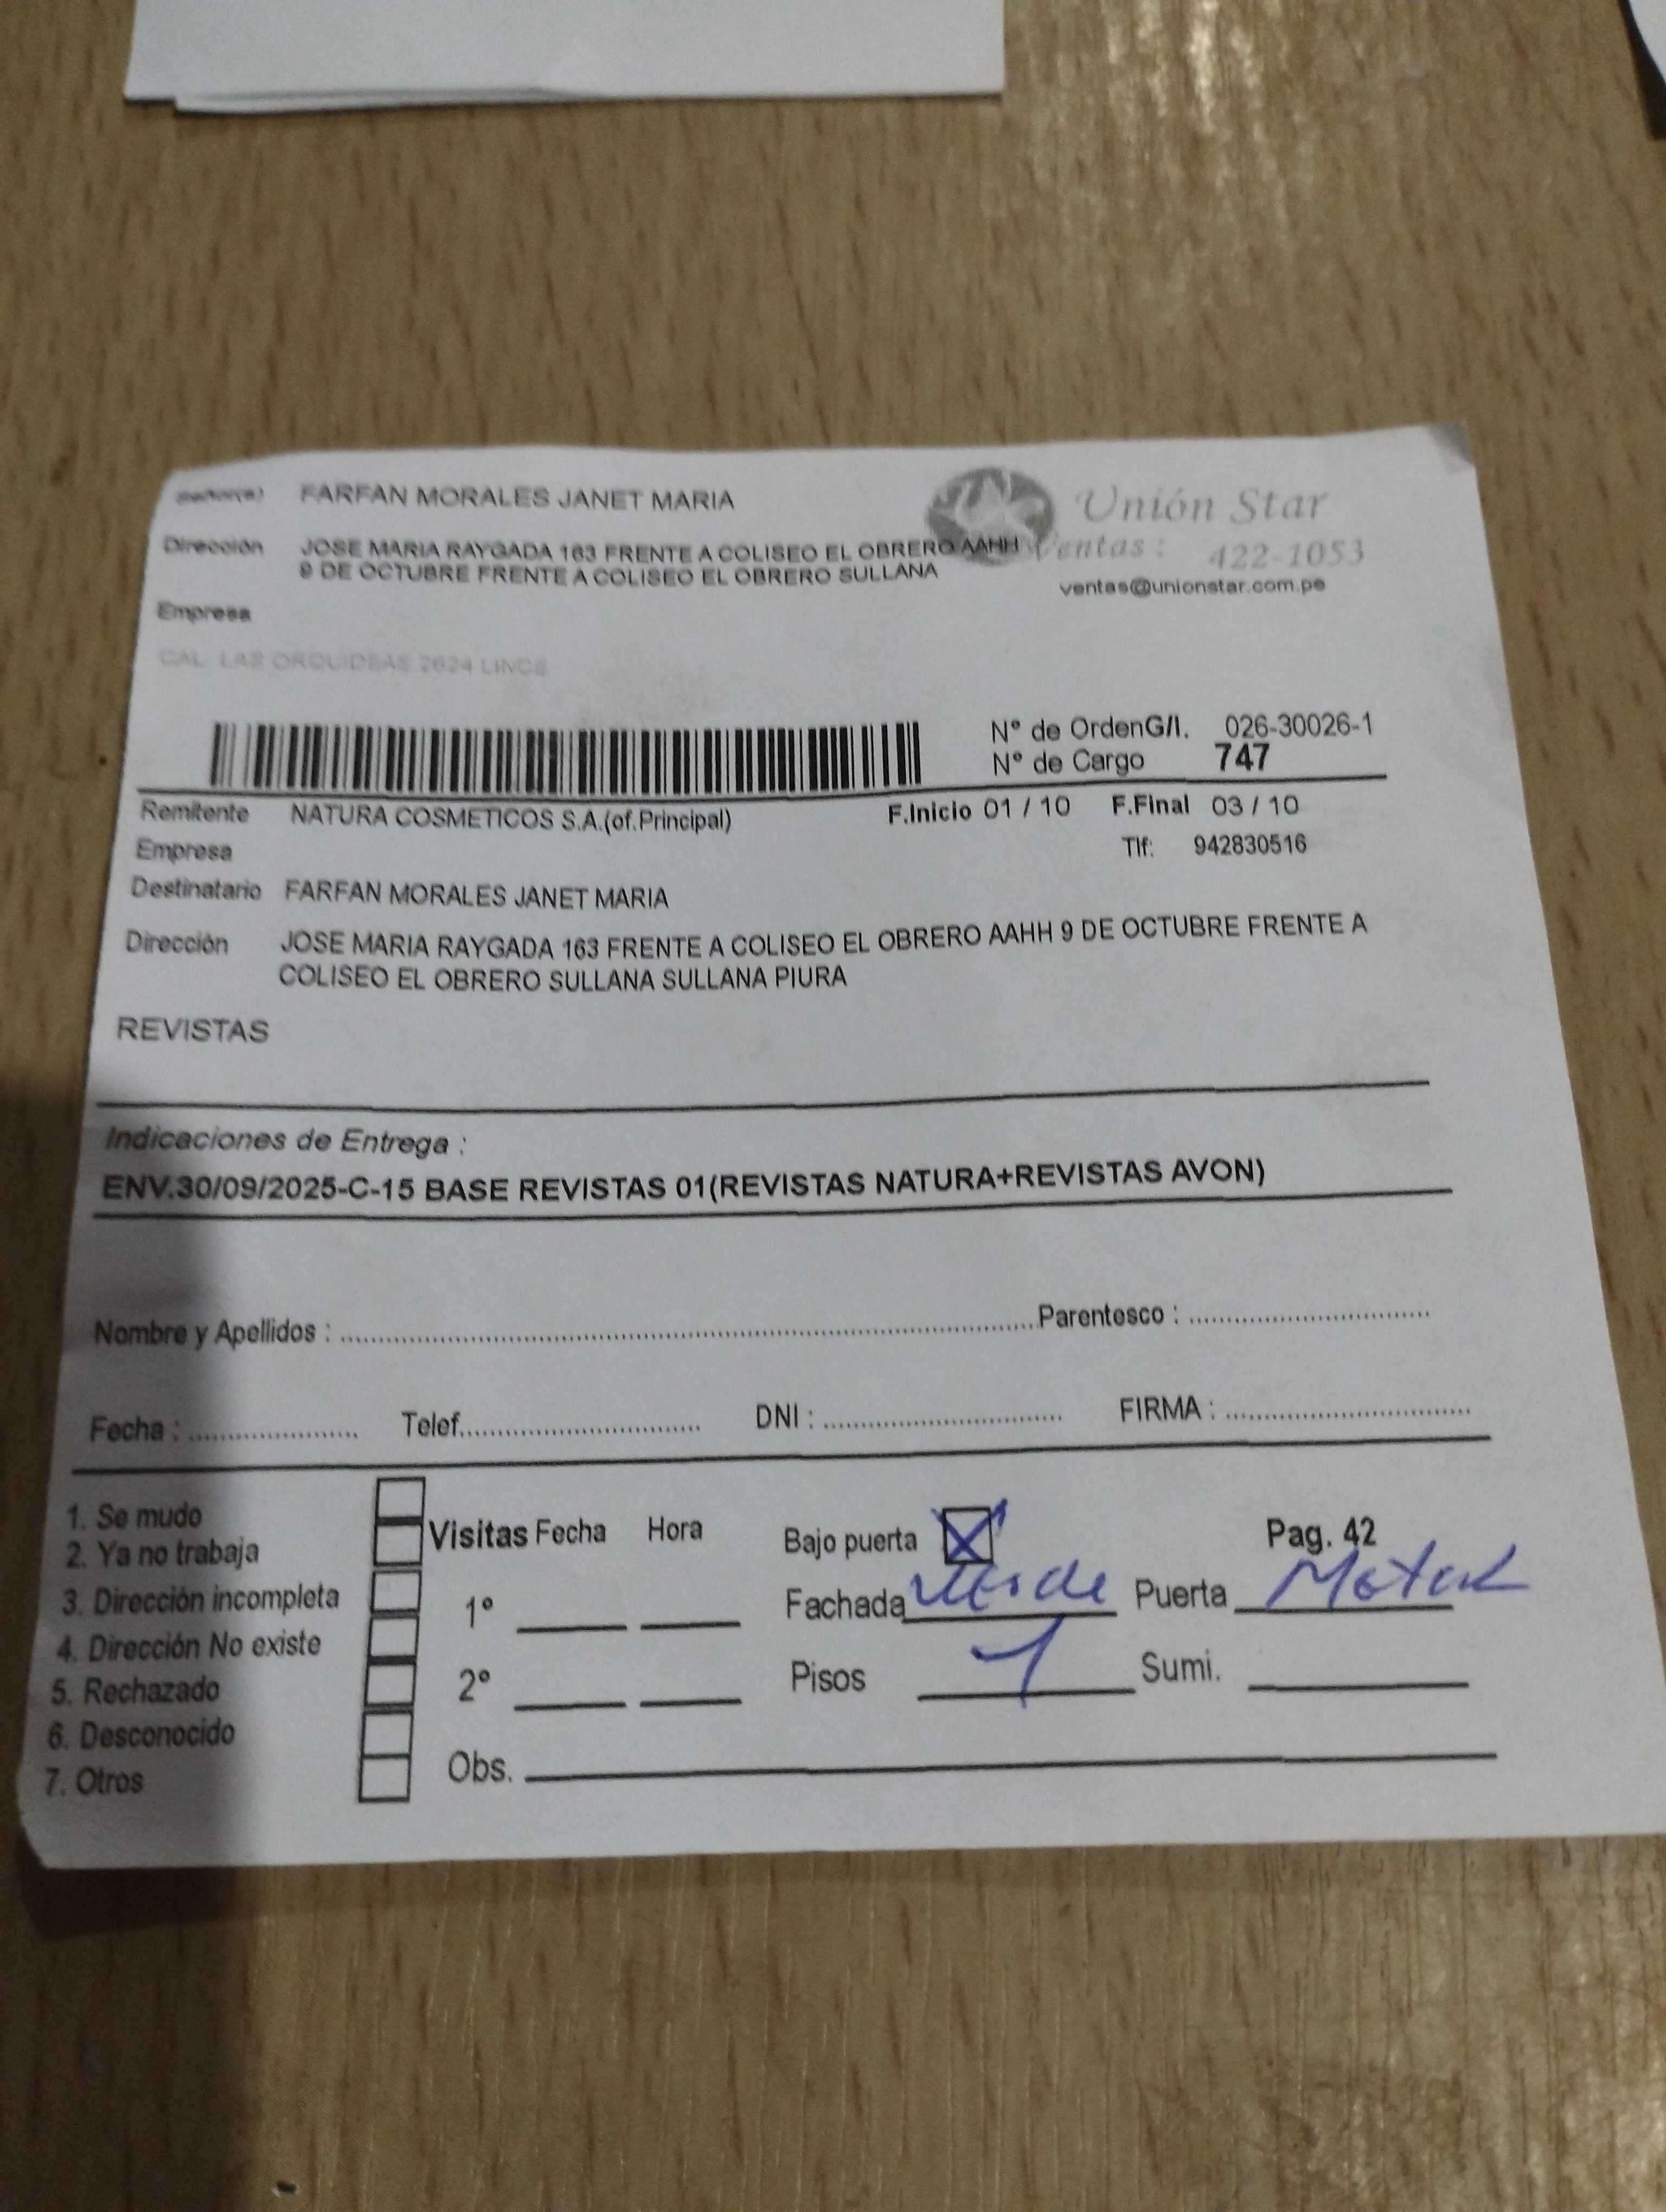 Señor(a) FARFAN MORALES JANET MARIA
Unión Star
Dirección JOSE MARIA RAYGADA 163 FRENTE A COLISEO EL OBRERO AAHH
Ventas: 422-1053
9 DE OCTUBRE FRENTE A COLISEO EL OBRERO SULLANA
ventas@unionstar.com.pe
Empresa
CAL. LAS ORQUIDEAS 2624 LINCE
N° de OrdenG/I. 026-30026-1
N° de Cargo 747
Remitente NATURA COSMETICOS S.A.(of.Principal) F.Inicio 01 / 10 F.Final 03 / 10
Empresa Tlf: 942830516
Destinatario FARFAN MORALES JANET MARIA
Dirección JOSE MARIA RAYGADA 163 FRENTE A COLISEO EL OBRERO AAHH 9 DE OCTUBRE FRENTE A
COLISEO EL OBRERO SULLANA SULLANA PIURA
REVISTAS
Indicaciones de Entrega :
ENV.30/09/2025-C-15 BASE REVISTAS 01(REVISTAS NATURA+REVISTAS AVON)
Nombre y Apellidos : Parentesco :
Fecha : Telef. DNI : FIRMA :
1. Se mudo
2. Ya no trabaja
3. Dirección incompleta
4. Dirección No existe
5. Rechazado
6. Desconocido
7. Otros
Visitas Fecha Hora
1°
2°
Obs.
Bajo puerta X Pag. 42
Fachada verde Puerta Metal
Pisos 1 Sumi.